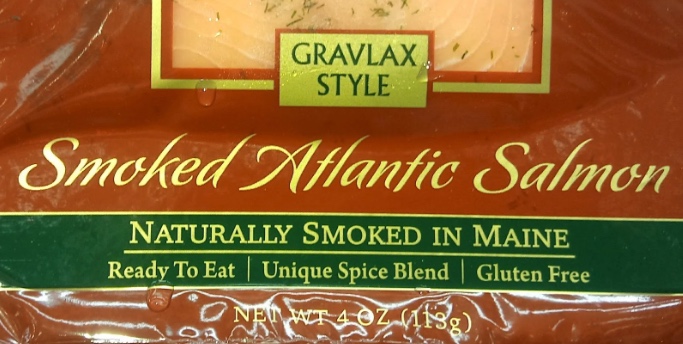 GRAVLAX
STYLE
Smoked Atlantic Salmon
NATURALLY SMOKED IN MAINE
Ready To Eat | Unique Spice Blend | Gluten Free
NET WT 4 OZ (113g)